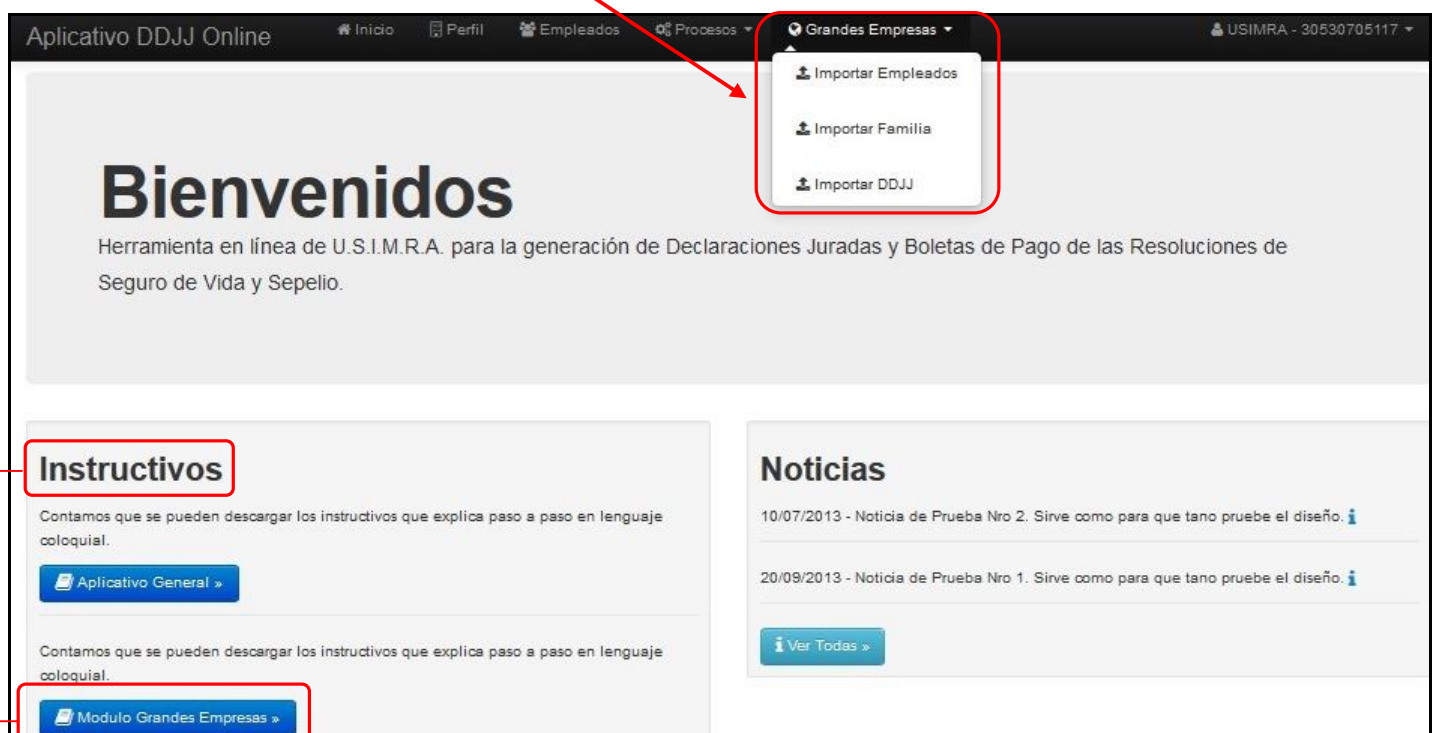 Aplicativo DDJJ Online
Inicio
Perfil
Empleados
Procesos
Grandes Empresas
USIMRA - 30530705117
Importar Empleados
Importar Familia
Importar DDJJ
Bienvenidos
Herramienta en línea de U.S.I.M.R.A. para la generación de Declaraciones Juradas y Boletas de Pago de las Resoluciones de
Seguro de Vida y Sepelio.
Instructivos
Contamos que se pueden descargar los instructivos que explica paso a paso en lenguaje
coloquial.
Aplicativo General »
Contamos que se pueden descargar los instructivos que explica paso a paso en lenguaje
coloquial.
Modulo Grandes Empresas »
Noticias
10/07/2013 - Noticia de Prueba Nro 2. Sirve como para que tano pruebe el diseño.
20/09/2013 - Noticia de Prueba Nro 1. Sirve como para que tano pruebe el diseño.
Ver Todas »